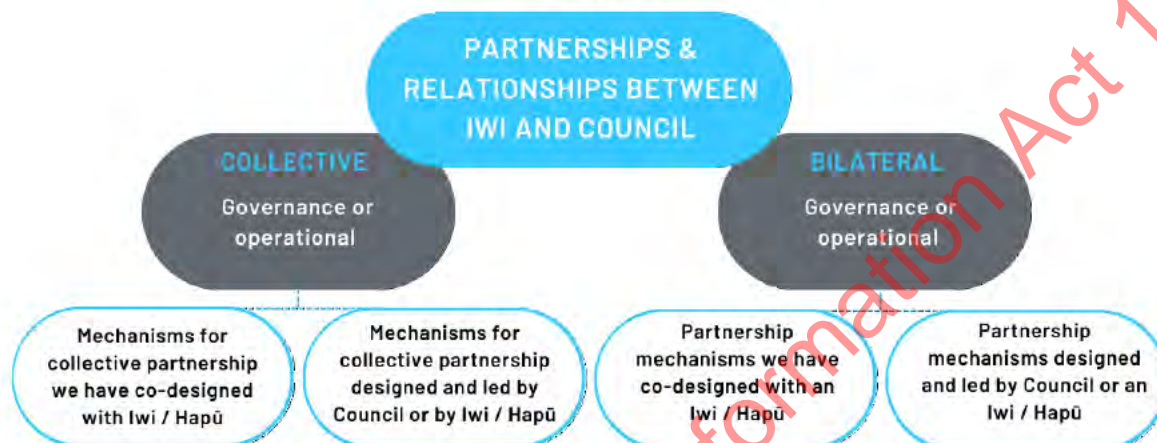 PARTNERSHIPS &
RELATIONSHIPS BETWEEN
IWI AND COUNCIL
COLLECTIVE
Governance or
operational
BILATERAL
Governance or
operational
Mechanisms for
collective partnership
we have co-designed
with Iwi / Hapū
Mechanisms for
collective partnership
designed and led by
Council or by Iwi / Hapū
Partnership
mechanisms we have
co-designed with an
Iwi / Hapū
Partnership
mechanisms designed
and led by Council or an
Iwi / Hapū
formation Act 1